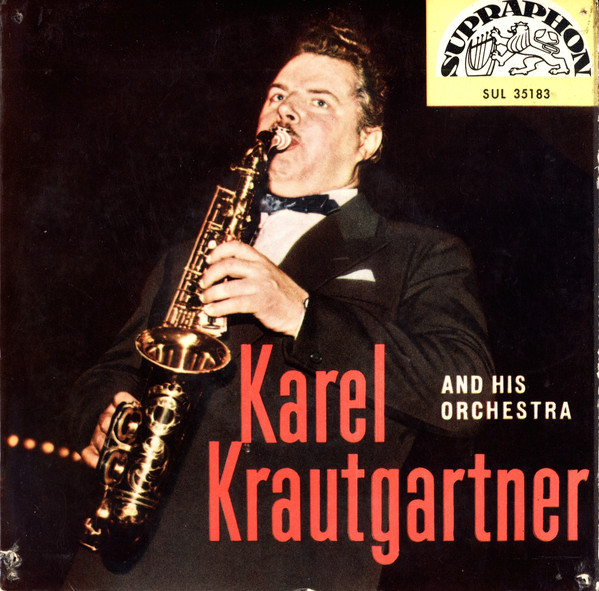 SUPRAPHON
SUL 35183
Karel
AND HIS
ORCHESTRA
Krautgartner